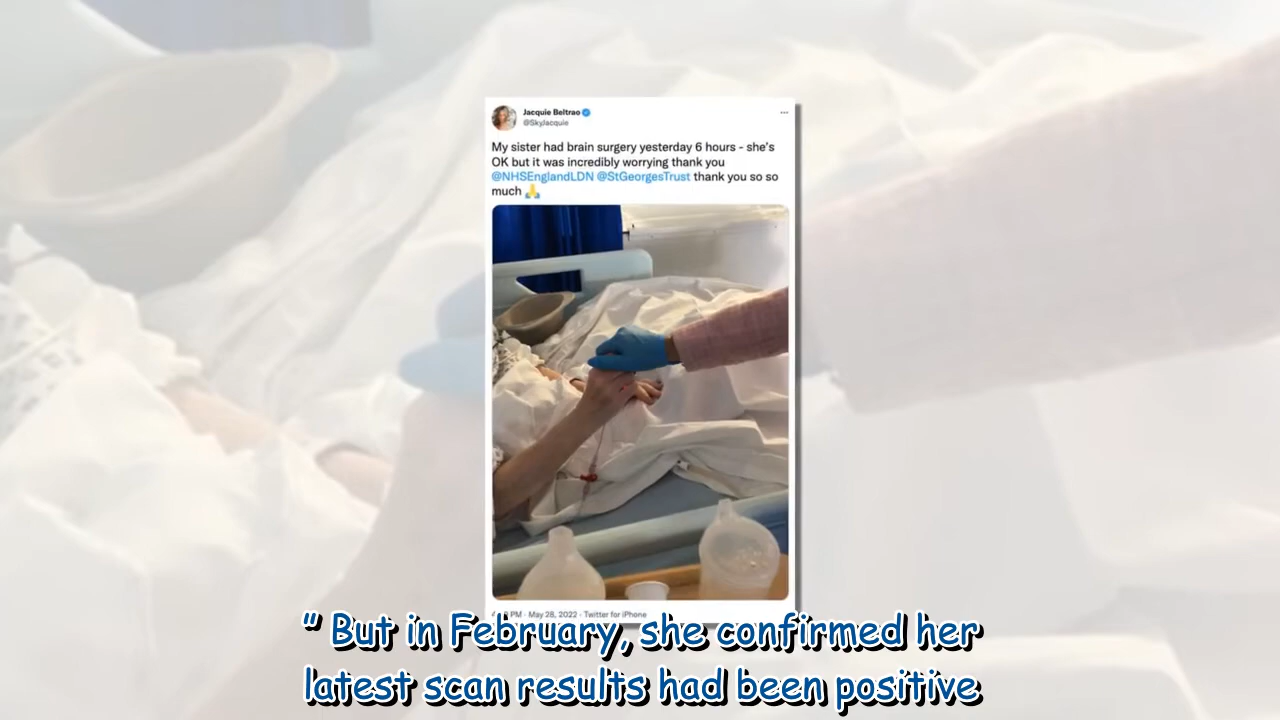 Jacquie Beltrao
@SkyJacquie
My sister had brain surgery yesterday 6 hours - she's
OK but it was incredibly worrying thank you
@NHSEnglandLDN @StGeorgesTrust thank you so so
much 🙏
PM · May 28, 2022 · Twitter for iPhone
" But in February, she confirmed her
latest scan results had been positive